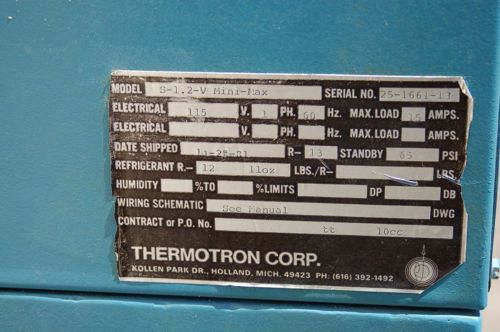 MODEL S-1.2-V Mini-Max SERIAL NO. 25-1661-11
ELECTRICAL 115 V. 1 PH. 60 Hz. MAX. LOAD 15 AMPS.
ELECTRICAL V. PH. Hz. MAX. LOAD AMPS.
DATE SHIPPED R- 13 STANDBY 65 PSI
REFRIGERANT R.- 12 11oz LBS./R- LBS.
HUMIDITY %TO %LIMITS DP DB
WIRING SCHEMATIC See Manual DWG
CONTRACT or P.O. No. tt 10cc
THERMOTRON CORP.
KOLLEN PARK DR., HOLLAND, MICH. 49423 PH: (616) 392-1492